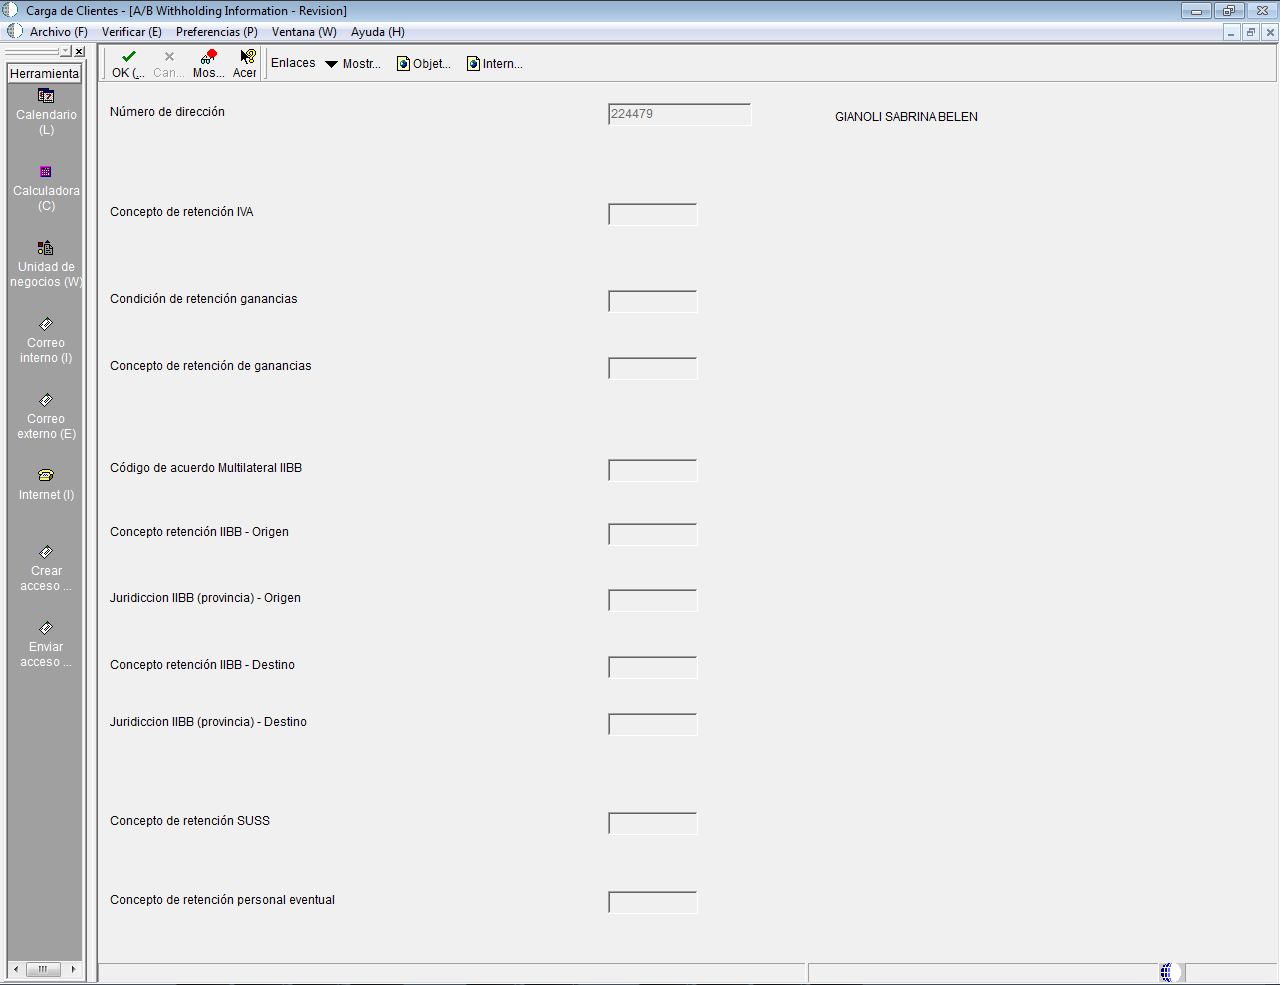 Carga de Clientes - [A/B Withholding Information - Revision]
Archivo (F) Verificar (E) Preferencias (P) Ventana (W) Ayuda (H)
Herramienta
OK (... Can... Mos... Acer Enlaces Mostr... Objet... Intern...
Calendario
(L)
Calculadora
(C)
Unidad de
negocios (W)
Correo
interno (I)
Correo
externo (E)
Internet (I)
Crear
acceso ...
Enviar
acceso ...
Número de dirección 224479 GIANOLI SABRINA BELEN
Concepto de retención IVA
Condición de retención ganancias
Concepto de retención de ganancias
Código de acuerdo Multilateral IIBB
Concepto retención IIBB - Origen
Juridiccion IIBB (provincia) - Origen
Concepto retención IIBB - Destino
Juridiccion IIBB (provincia) - Destino
Concepto de retención SUSS
Concepto de retención personal eventual